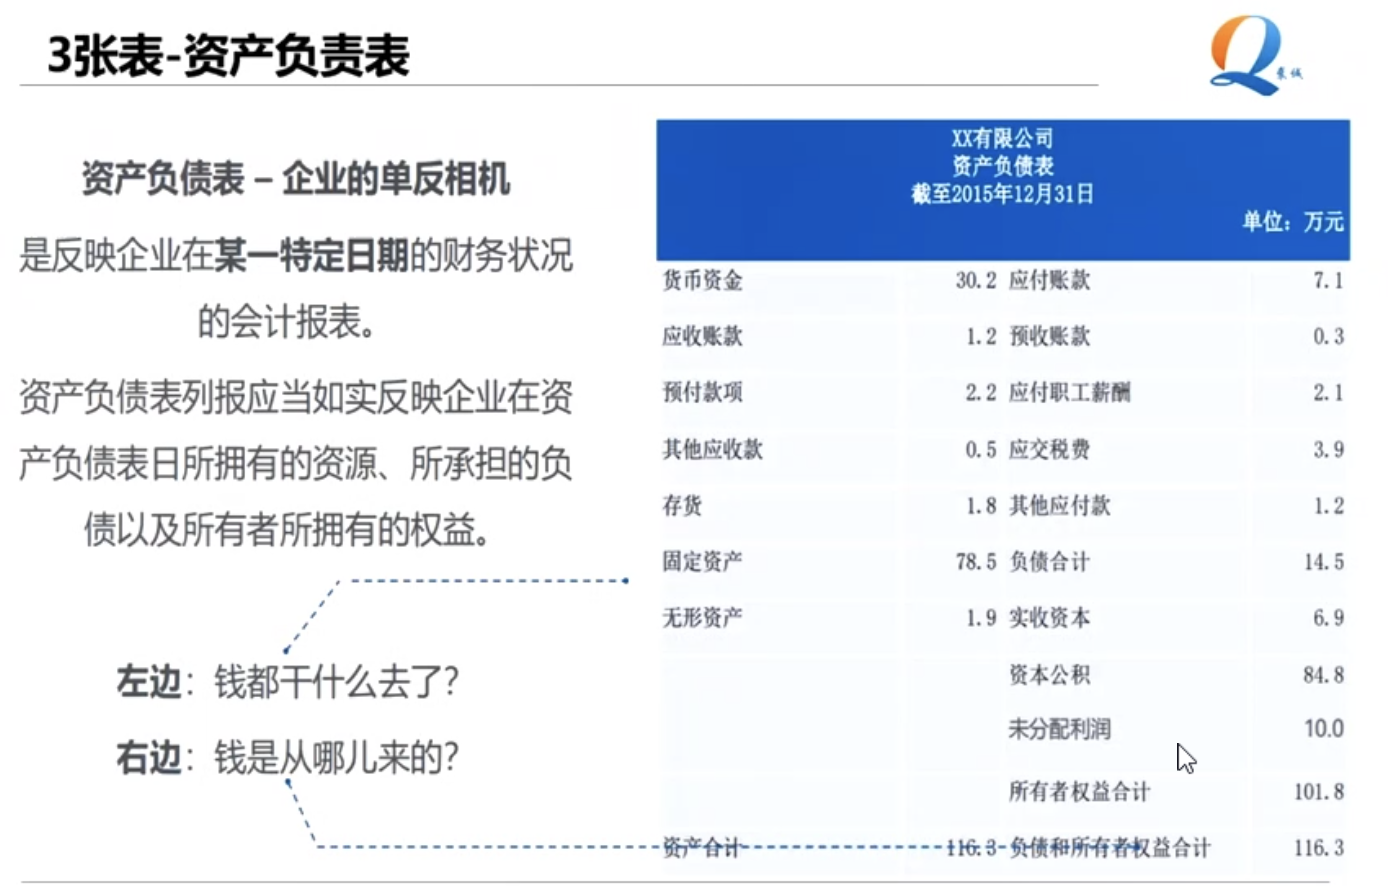 3张表-资产负责表
资产负债表 – 企业的单反相机
是反映企业在某一特定日期的财务状况
的会计报表。
资产负债表列报应当如实反映企业在资
产负债表日所拥有的资源、所承担的负
债以及所有者所拥有的权益。
左边：钱都干什么去了？
右边：钱是从哪儿来的？
XX有限公司
资产负债表
截至2015年12月31日
单位：万元
货币资金 30.2 应付账款 7.1
应收账款 1.2 预收账款 0.3
预付款项 2.2 应付职工薪酬 2.1
其他应收款 0.5 应交税费 3.9
存货 1.8 其他应付款 1.2
固定资产 78.5 负债合计 14.5
无形资产 1.9 实收资本 6.9
资本公积 84.8
未分配利润 10.0
所有者权益合计 101.8
资产合计 116.3 负债和所有者权益合计 116.3